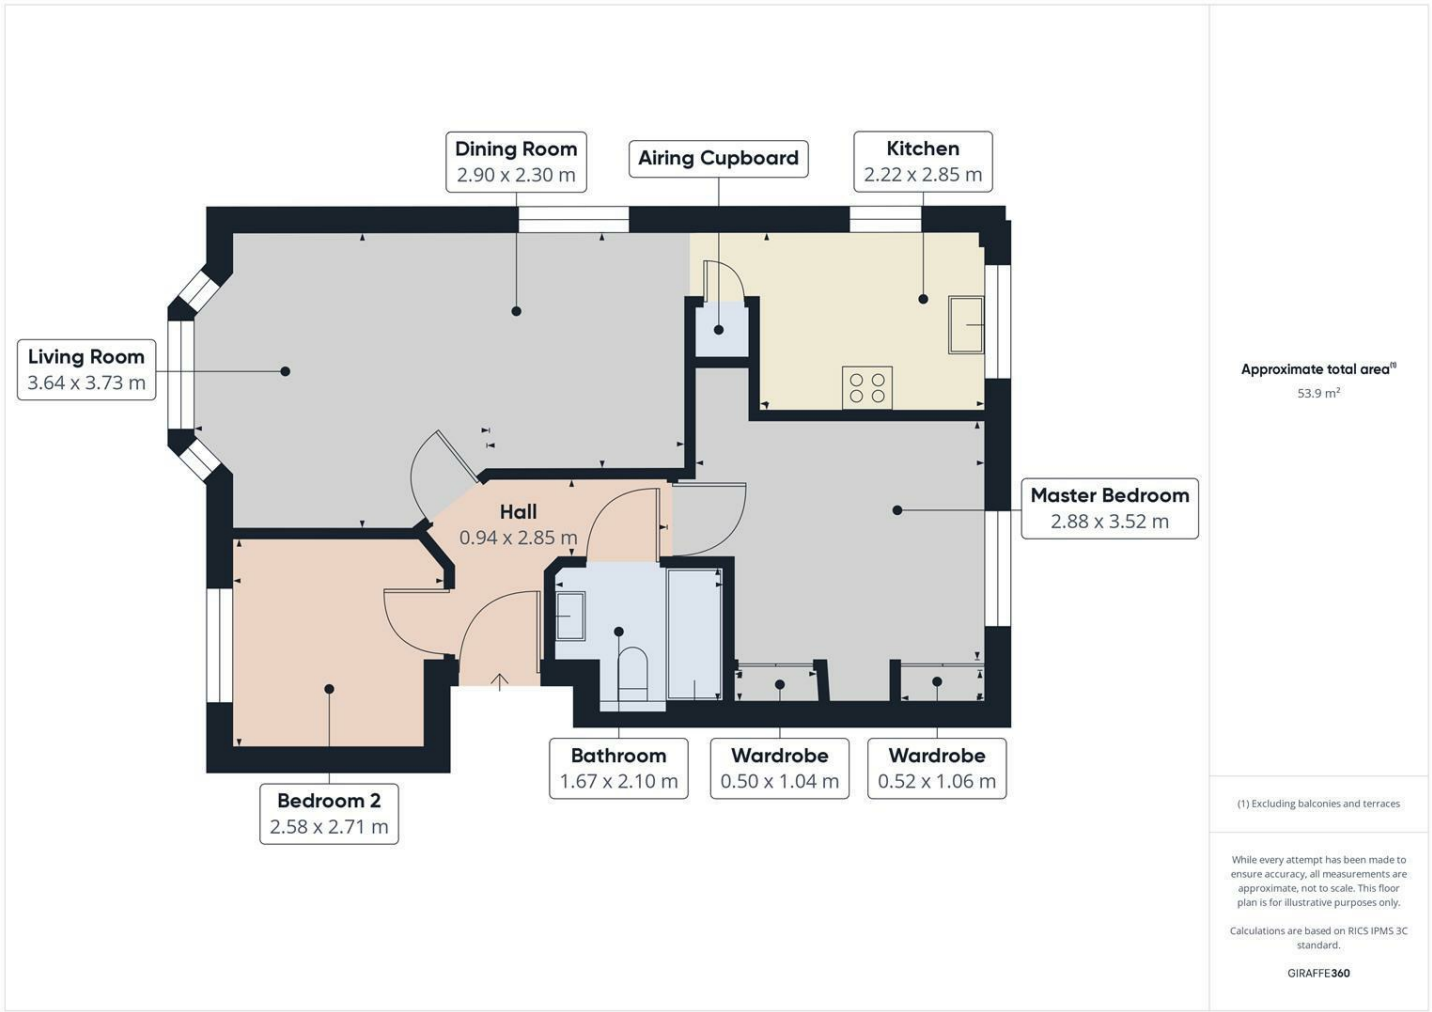 Dining Room
2.90 x 2.30 m
Airing Cupboard
Kitchen
2.22 x 2.85 m
Living Room
3.64 x 3.73 m
Hall
0.94 x 2.85 m
Master Bedroom
2.88 x 3.52 m
Bathroom
1.67 x 2.10 m
Wardrobe
0.50 x 1.04 m
Wardrobe
0.52 x 1.06 m
Bedroom 2
2.58 x 2.71 m
Approximate total area(1)
53.9 m²
(1) Excluding balconies and terraces
While every attempt has been made to
ensure accuracy, all measurements are
approximate, not to scale. This floor
plan is for illustrative purposes only.
Calculations are based on RICS IPMS 3C
standard.
GIRAFFE360